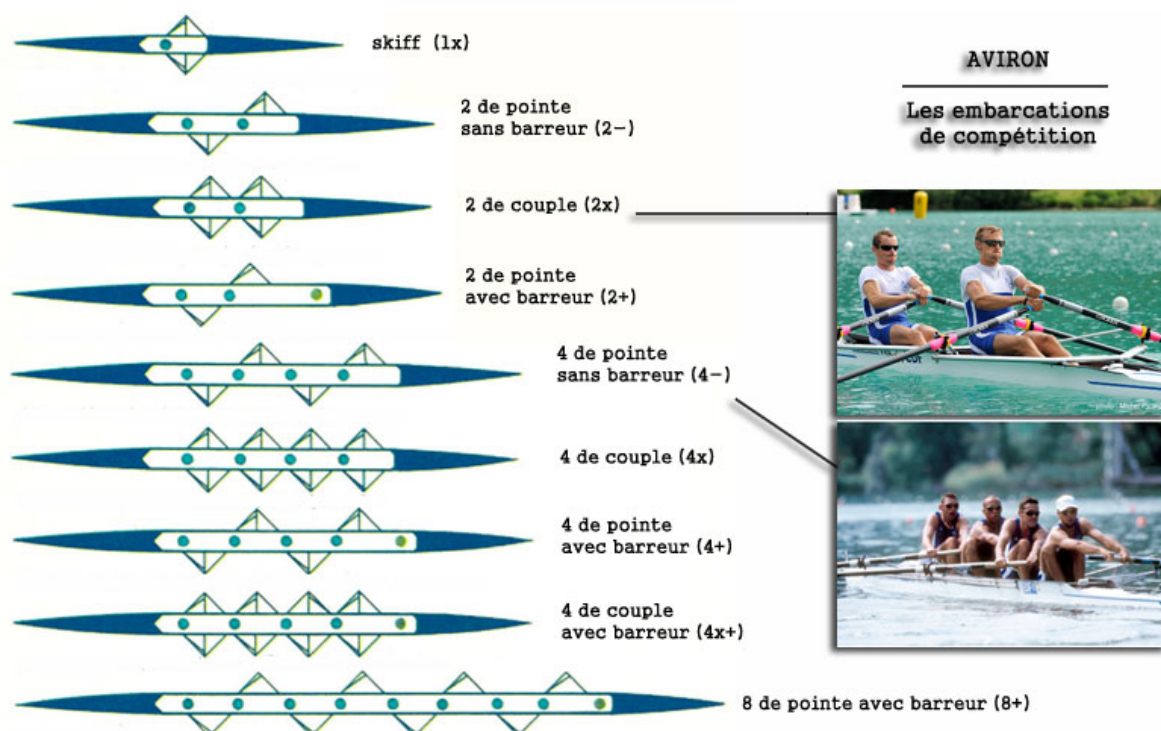 skiff (1x)
2 de pointe
sans barreur (2-)
2 de couple (2x)
2 de pointe
avec barreur (2+)
4 de pointe
sans barreur (4-)
4 de couple (4x)
4 de pointe
avec barreur (4+)
4 de couple
avec barreur (4x+)
8 de pointe avec barreur (8+)
AVIRON
Les embarcations
de compétition